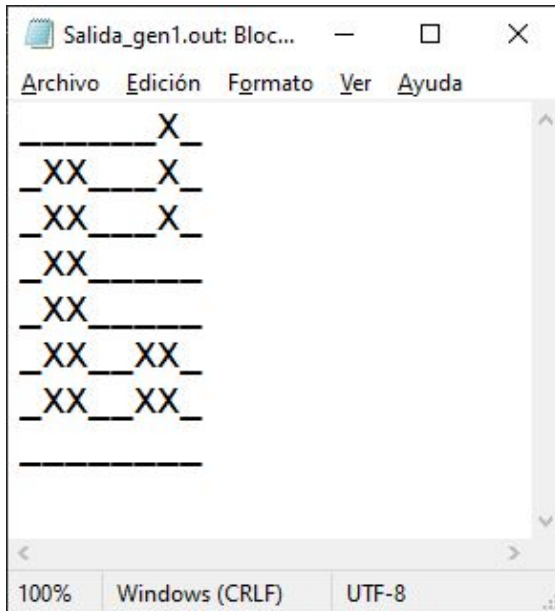 Salida_gen1.out: Bloc...
Archivo Edición Formato Ver Ayuda
______X_
_XX___X_
_XX___X_
_XX_____
_XX_____
_XX__XX_
_XX__XX_
________
100% Windows (CRLF) UTF-8